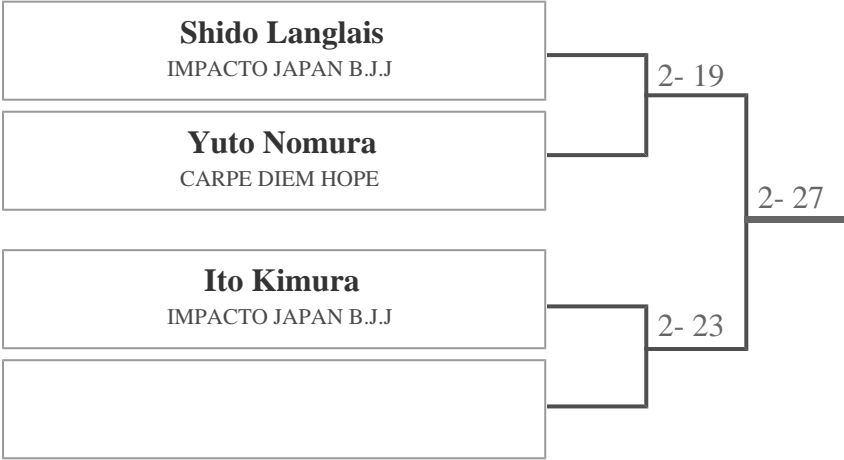 Shido Langlais
IMPACTO JAPAN B.J.J
2- 19
Yuto Nomura
CARPE DIEM HOPE
2- 27
Ito Kimura
IMPACTO JAPAN B.J.J
2- 23